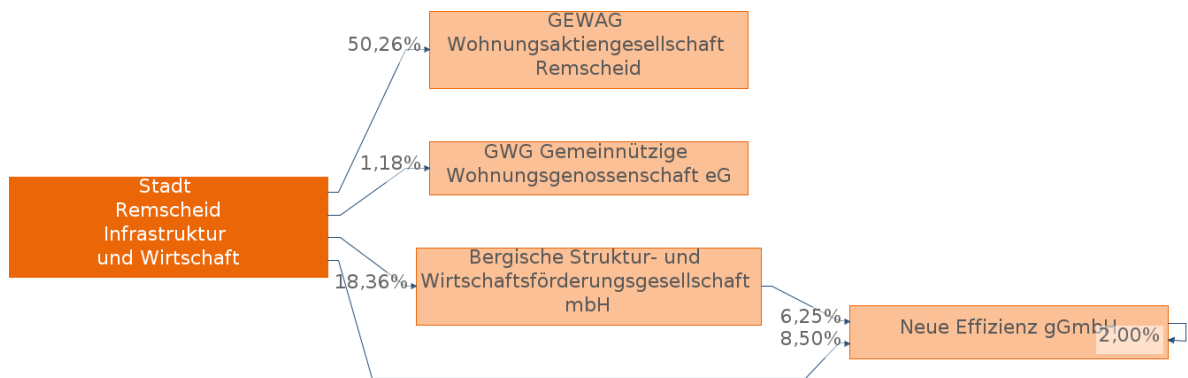 GEWAG
Wohnungsaktiengesellschaft
Remscheid
50,26%
GWG Gemeinnützige
Wohnungsgenossenschaft eG
1,18%
Stadt
Remscheid
Infrastruktur
und Wirtschaft
Bergische Struktur- und
Wirtschaftsförderungsgesellschaft
mbH
18,36%
6,25%
8,50%
Neue Effizienz gGmbH
2,00%